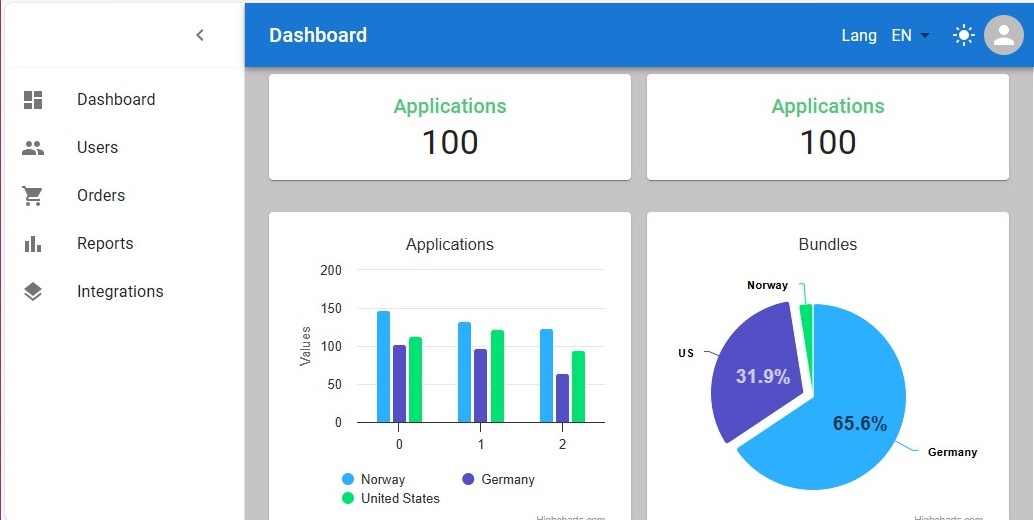 Dashboard
Lang EN
Dashboard
Users
Orders
Reports
Integrations
Applications
100
Applications
100
Applications
200
150
100
50
0
Values
0 1 2
Norway Germany
United States
Highcharts.com
Bundles
Norway
US
31.9%
65.6%
Germany
Highcharts.com